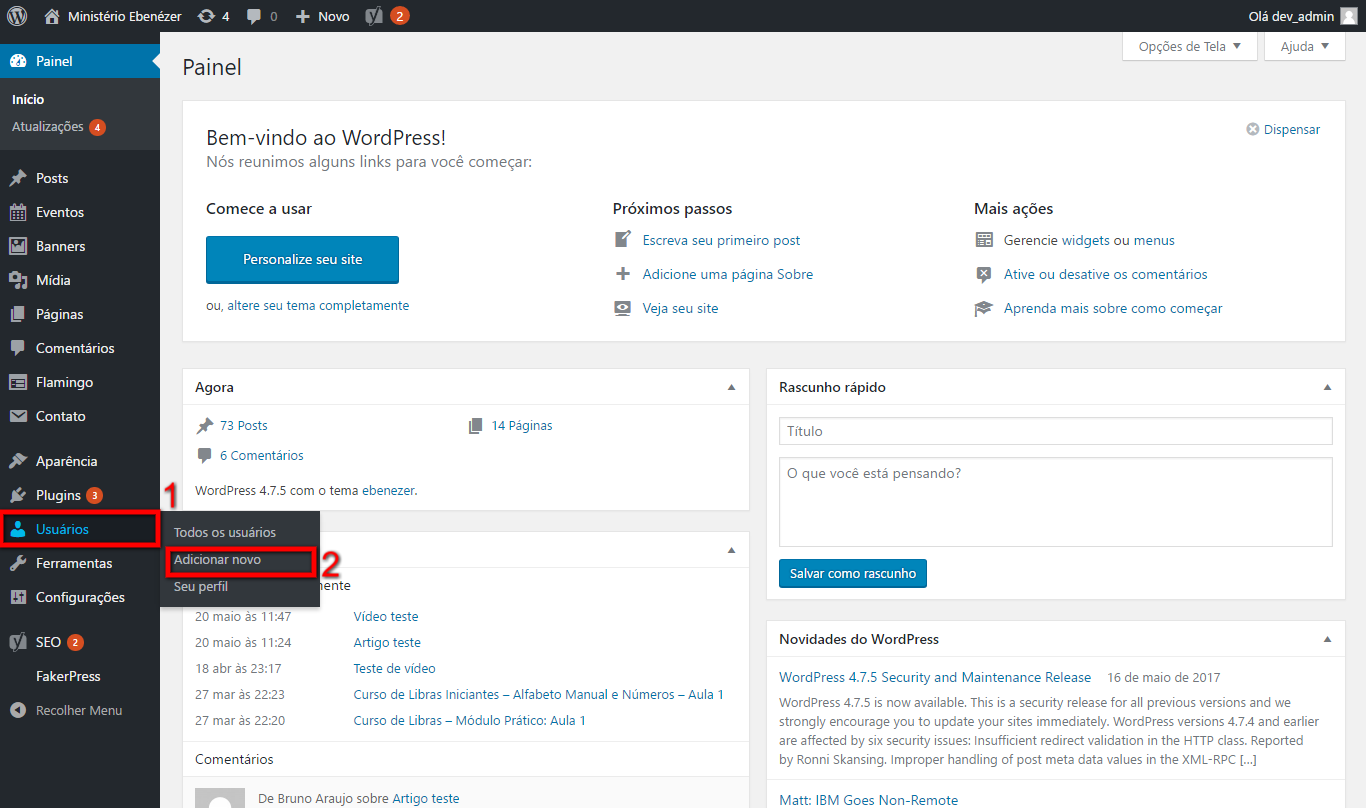 Ministério Ebenézer 4 0 Novo 2 Olá dev_admin
Painel
Início
Atualizações 4
Posts
Eventos
Banners
Mídia
Páginas
Comentários
Flamingo
Contato
Aparência
Plugins 3
1
Usuários
Todos os usuários
Adicionar novo
2
Seu perfil
Ferramentas
Configurações
SEO 2
FakerPress
Recolher Menu
Opções de Tela Ajuda
Painel
Bem-vindo ao WordPress!
Dispensar
Nós reunimos alguns links para você começar:
Comece a usar
Personalize seu site
ou, altere seu tema completamente
Próximos passos
Escreva seu primeiro post
Adicione uma página Sobre
Veja seu site
Mais ações
Gerencie widgets ou menus
Ative ou desative os comentários
Aprenda mais sobre como começar
Agora
73 Posts 14 Páginas
6 Comentários
WordPress 4.7.5 com o tema ebenezer.
mente
20 maio às 11:47 Vídeo teste
20 maio às 11:24 Artigo teste
18 abr às 23:17 Teste de vídeo
27 mar às 22:23 Curso de Libras Iniciantes – Alfabeto Manual e Números – Aula 1
27 mar às 22:20 Curso de Libras – Módulo Prático: Aula 1
Comentários
De Bruno Araujo sobre Artigo teste
Rascunho rápido
Título
O que você está pensando?
Salvar como rascunho
Novidades do WordPress
WordPress 4.7.5 Security and Maintenance Release 16 de maio de 2017
WordPress 4.7.5 is now available. This is a security release for all previous versions and we
strongly encourage you to update your sites immediately. WordPress versions 4.7.4 and earlier
are affected by six security issues: Insufficient redirect validation in the HTTP class. Reported
by Ronni Skansing. Improper handling of post meta data values in the XML-RPC […]
Matt: IBM Goes Non-Remote